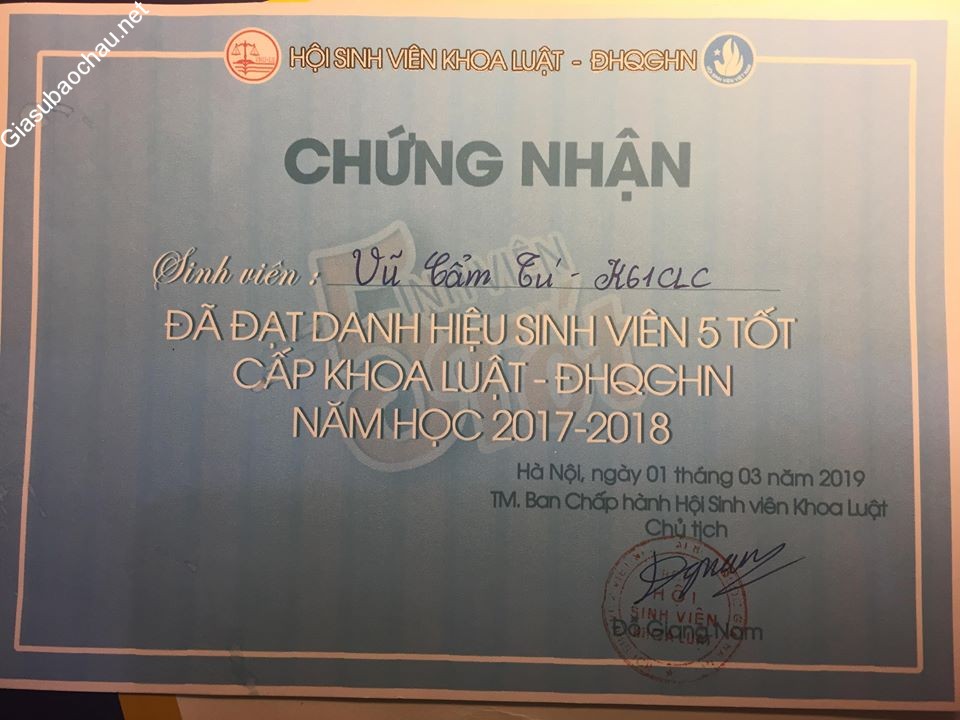 Giasubaochau.net
HỘI SINH VIÊN KHOA LUẬT - ĐHQGHN
CHỨNG NHẬN
Sinh viên : Vũ Cẩm Tú - K61CLC
ĐÃ ĐẠT DANH HIỆU SINH VIÊN 5 TỐT
CẤP KHOA LUẬT - ĐHQGHN
NĂM HỌC 2017-2018
Hà Nội, ngày 01 tháng 03 năm 2019
TM. Ban Chấp hành Hội Sinh viên Khoa Luật
Chủ tịch
HỘI
SINH VIÊN
KHOA LUẬT
Đỗ Giang Nam